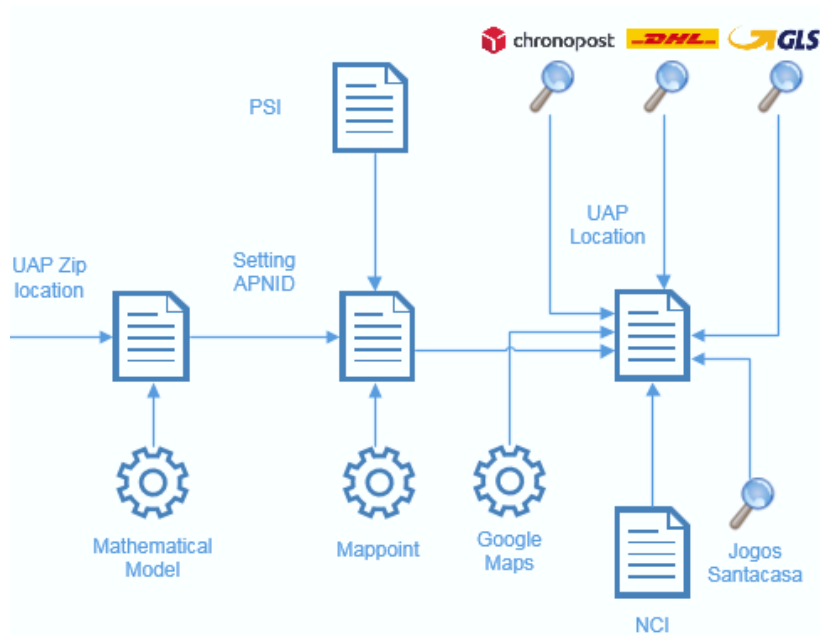 chronopost DHL GLS
PSI
UAP
Location
UAP Zip
location
Setting
APNID
Mathematical
Model
Mappoint
Google
Maps
Jogos
Santacasa
NCI